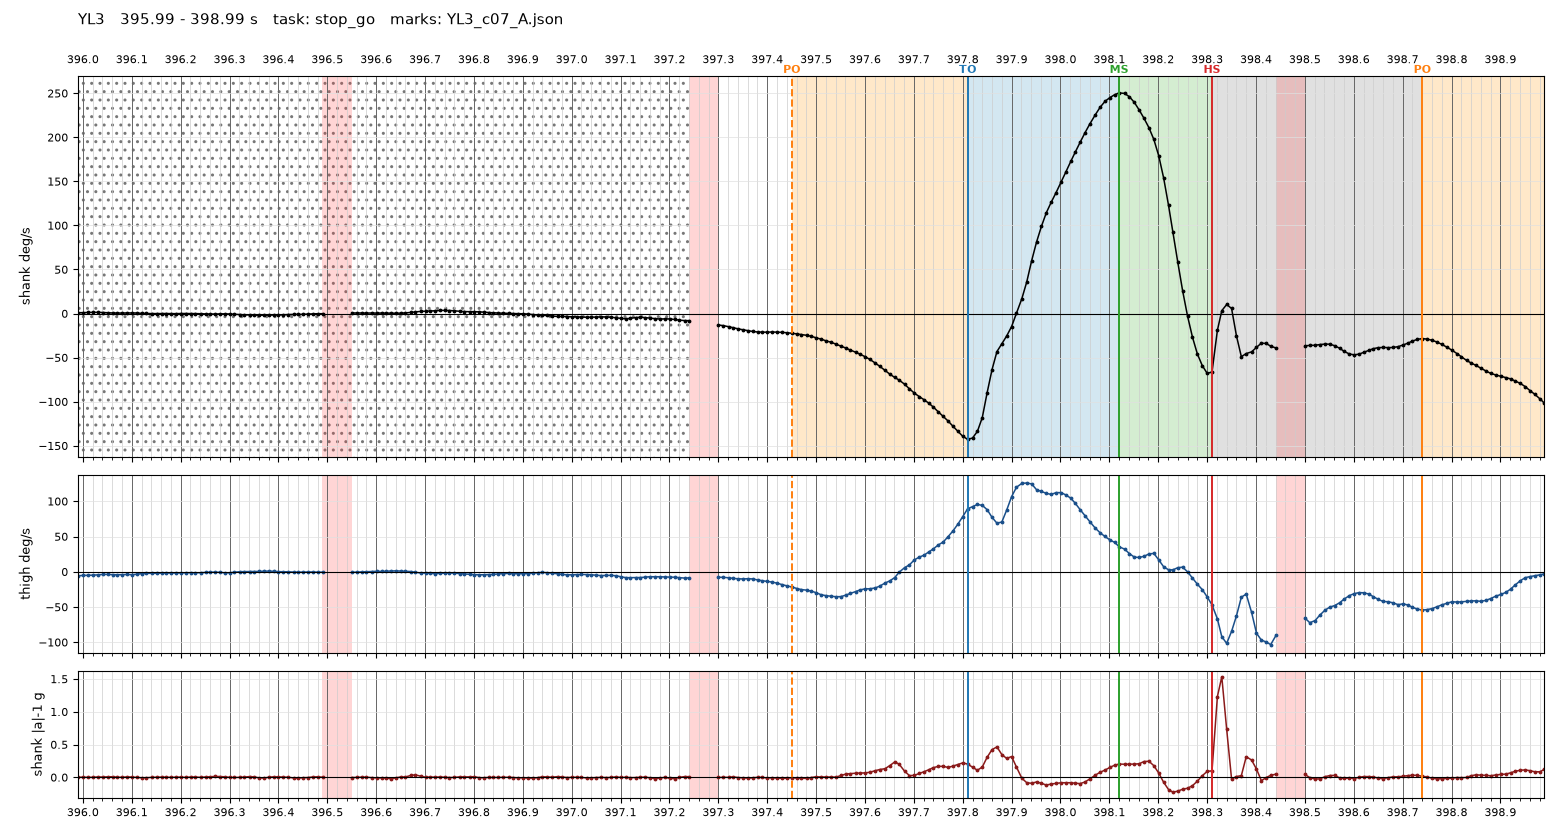 YL3   395.99 - 398.99 s   task: stop_go   marks: YL3_c07_A.json
396.0 396.1 396.2 396.3 396.4 396.5 396.6 396.7 396.8 396.9 397.0 397.1 397.2 397.3 397.4 397.5 397.6 397.7 397.8 397.9 398.0 398.1 398.2 398.3 398.4 398.5 398.6 398.7 398.8 398.9
PO TO MS HS PO
shank deg/s
250
200
150
100
50
0
−50
−100
−150
thigh deg/s
100
50
0
−50
−100
shank |a|-1 g
1.5
1.0
0.5
0.0
396.0 396.1 396.2 396.3 396.4 396.5 396.6 396.7 396.8 396.9 397.0 397.1 397.2 397.3 397.4 397.5 397.6 397.7 397.8 397.9 398.0 398.1 398.2 398.3 398.4 398.5 398.6 398.7 398.8 398.9